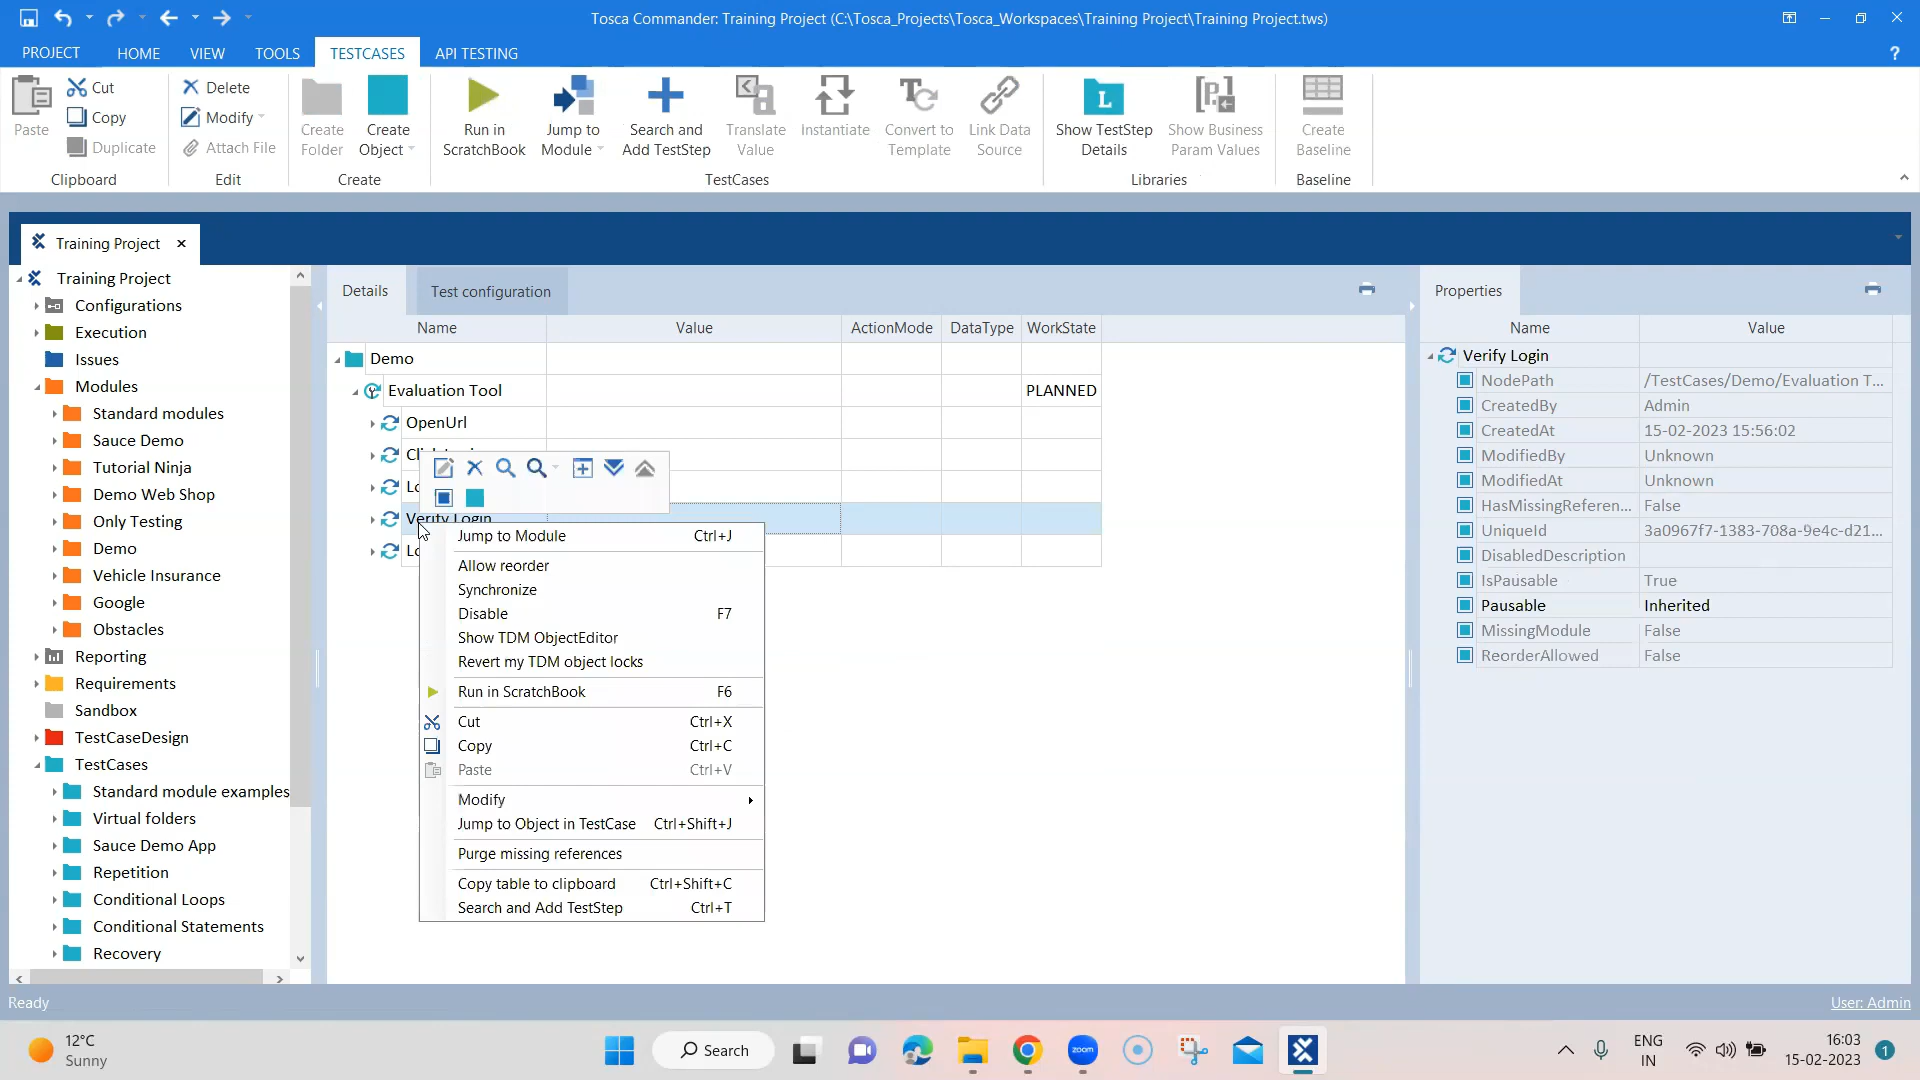 Tosca Commander: Training Project (C:\Tosca_Projects\Tosca_Workspaces\Training Project\Training Project.tws)
PROJECT HOME VIEW TOOLS TESTCASES API TESTING
Paste
Cut
Copy
Duplicate
Clipboard
Delete
Modify
Attach File
Edit
Create Folder
Create Object
Create
Run in ScratchBook
Jump to Module
Search and Add TestStep
Translate Value
Instantiate
Convert to Template
Link Data Source
TestCases
Show TestStep Details
Show Business Param Values
Libraries
Create Baseline
Baseline
Training Project
Training Project
Configurations
Execution
Issues
Modules
Standard modules
Sauce Demo
Tutorial Ninja
Demo Web Shop
Only Testing
Demo
Vehicle Insurance
Google
Obstacles
Reporting
Requirements
Sandbox
TestCaseDesign
TestCases
Standard module examples
Virtual folders
Sauce Demo App
Repetition
Conditional Loops
Conditional Statements
Recovery
Details Test configuration
Name Value ActionMode DataType WorkState
Demo
Evaluation Tool PLANNED
OpenUrl
Verify Login
Jump to Module Ctrl+J
Allow reorder
Synchronize
Disable F7
Show TDM ObjectEditor
Revert my TDM object locks
Run in ScratchBook F6
Cut Ctrl+X
Copy Ctrl+C
Paste Ctrl+V
Modify
Jump to Object in TestCase Ctrl+Shift+J
Purge missing references
Copy table to clipboard Ctrl+Shift+C
Search and Add TestStep Ctrl+T
Properties
Name Value
Verify Login
NodePath /TestCases/Demo/Evaluation T...
CreatedBy Admin
CreatedAt 15-02-2023 15:56:02
ModifiedBy Unknown
ModifiedAt Unknown
HasMissingReferen... False
UniqueId 3a0967f7-1383-708a-9e4c-d21...
DisabledDescription
IsPausable True
Pausable Inherited
MissingModule False
ReorderAllowed False
Ready User: Admin
12°C
Sunny
Search
zoom
ENG
IN
16:03
15-02-2023
1